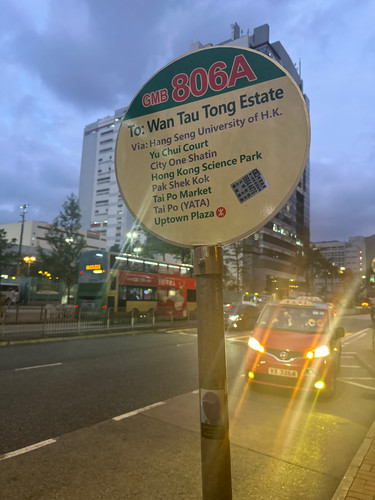 GMB 806A
To: Wan Tau Tong Estate
Via: Hang Seng University of H.K.
Yu Chui Court
City One Shatin
Hong Kong Science Park
Pak Shek Kok
Tai Po Market
Tai Po (YATA)
Uptown Plaza